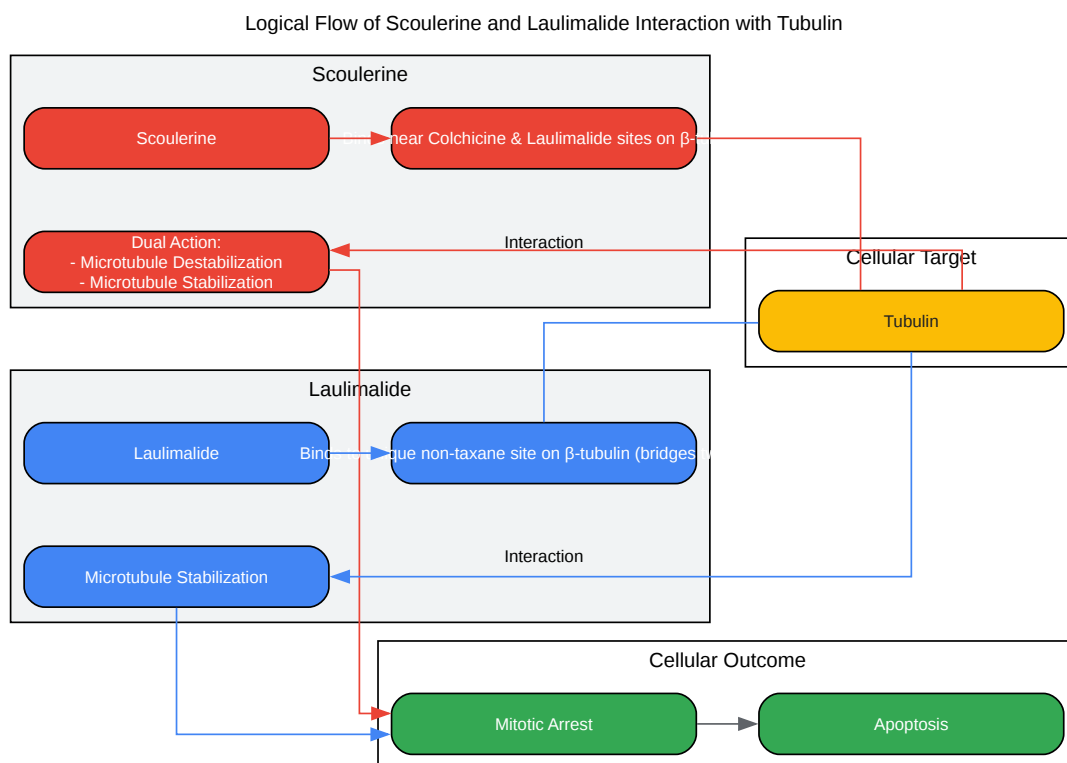 Logical Flow of Scoulerine and Laulimalide Interaction with Tubulin
Scoulerine
Scoulerine
near Colchicine & Laulimalide sites on
Dual Action:
- Microtubule Destabilization
- Microtubule Stabilization
Interaction
Cellular Target
Tubulin
Laulimalide
Laulimalide
non-taxane site on β-tubulin (bridges
Microtubule Stabilization
Interaction
Cellular Outcome
Mitotic Arrest
Apoptosis